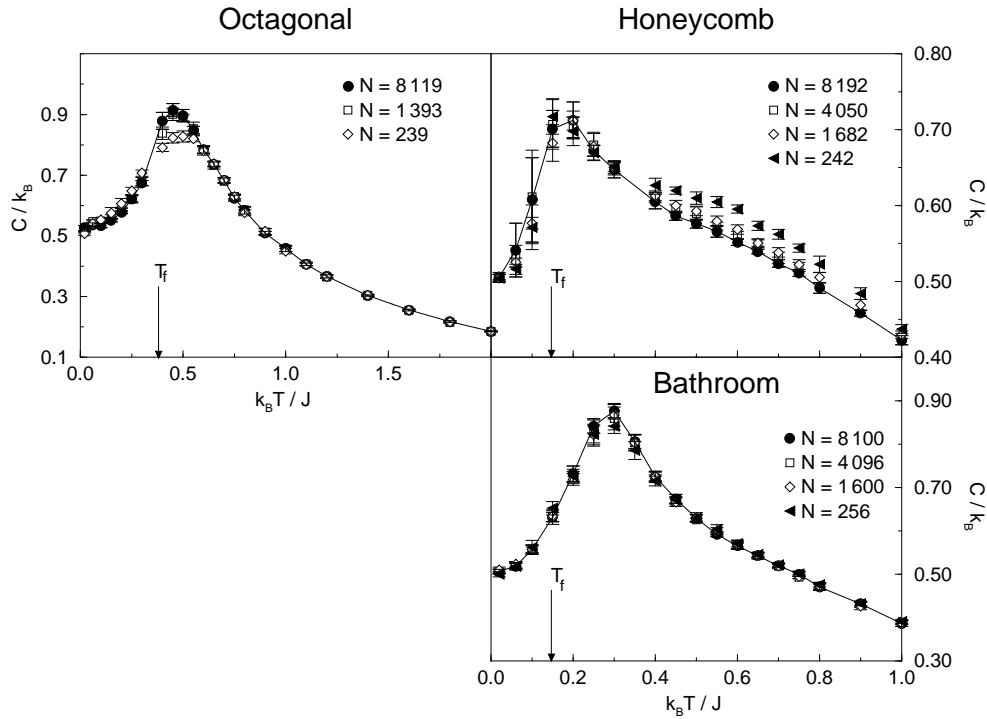 Octagonal
Honeycomb
C / k_B
0.9
0.7
0.5
0.3
0.1
N = 8 119
N = 1 393
N = 239
T_f
0.0
0.5
1.0
1.5
k_B T / J
0.80
0.70
0.60
0.50
0.40
C / k_B
N = 8 192
N = 4 050
N = 1 682
N = 242
T_f
Bathroom
0.90
0.70
0.50
0.30
C / k_B
N = 8 100
N = 4 096
N = 1 600
N = 256
T_f
0.0
0.2
0.4
0.6
0.8
1.0
k_B T / J